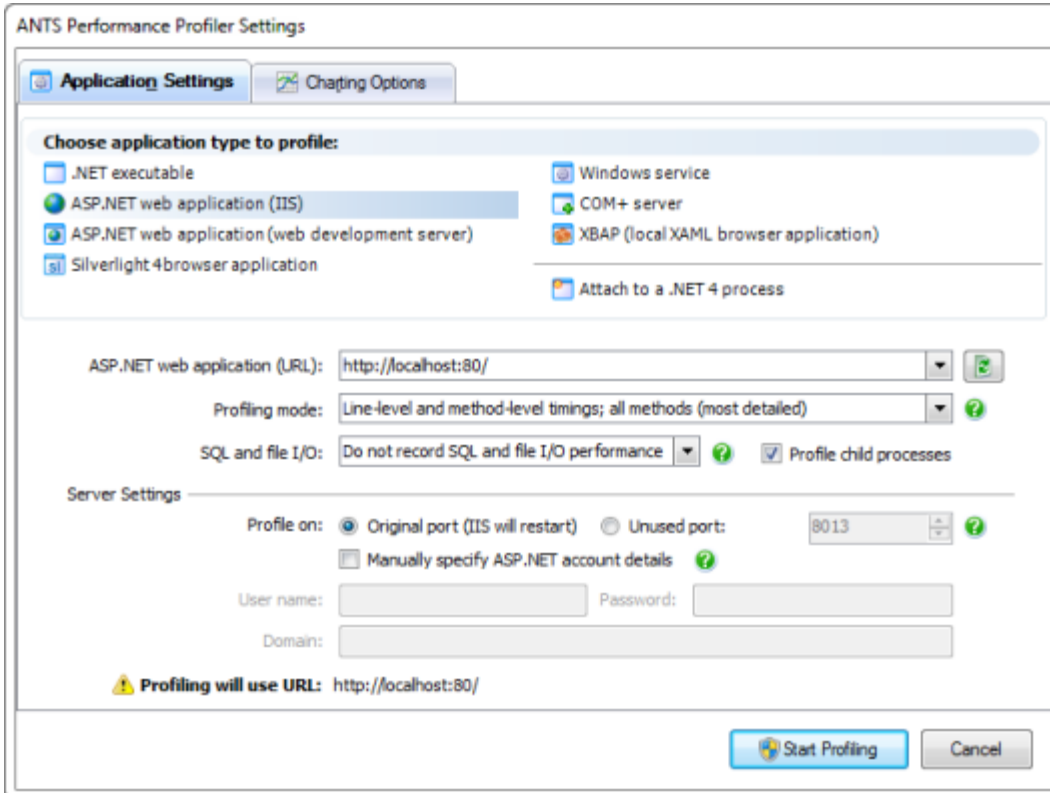 ANTS Performance Profiler Settings
Application Settings
Charting Options
Choose application type to profile:
.NET executable
ASP.NET web application (IIS)
ASP.NET web application (web development server)
Silverlight 4 browser application
Windows service
COM+ server
XBAP (local XAML browser application)
Attach to a .NET 4 process
ASP.NET web application (URL): http://localhost:80/
Profiling mode: Line-level and method-level timings; all methods (most detailed)
SQL and file I/O: Do not record SQL and file I/O performance Profile child processes
Server Settings
Profile on: Original port (IIS will restart) Unused port: 8013
Manually specify ASP.NET account details
User name: Password:
Domain:
Profiling will use URL: http://localhost:80/
Start Profiling Cancel